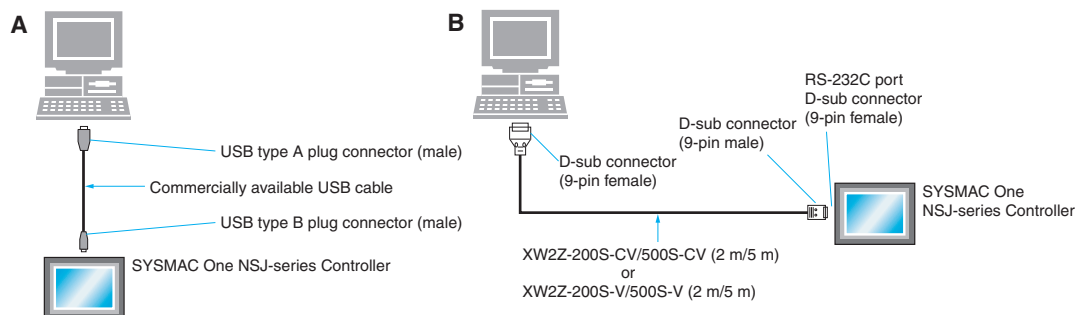 A
USB type A plug connector (male)
Commercially available USB cable
USB type B plug connector (male)
SYSMAC One NSJ-series Controller
B
RS-232C port
D-sub connector
(9-pin female)
D-sub connector
(9-pin male)
D-sub connector
(9-pin female)
SYSMAC One
NSJ-series Controller
XW2Z-200S-CV/500S-CV (2 m/5 m)
or
XW2Z-200S-V/500S-V (2 m/5 m)